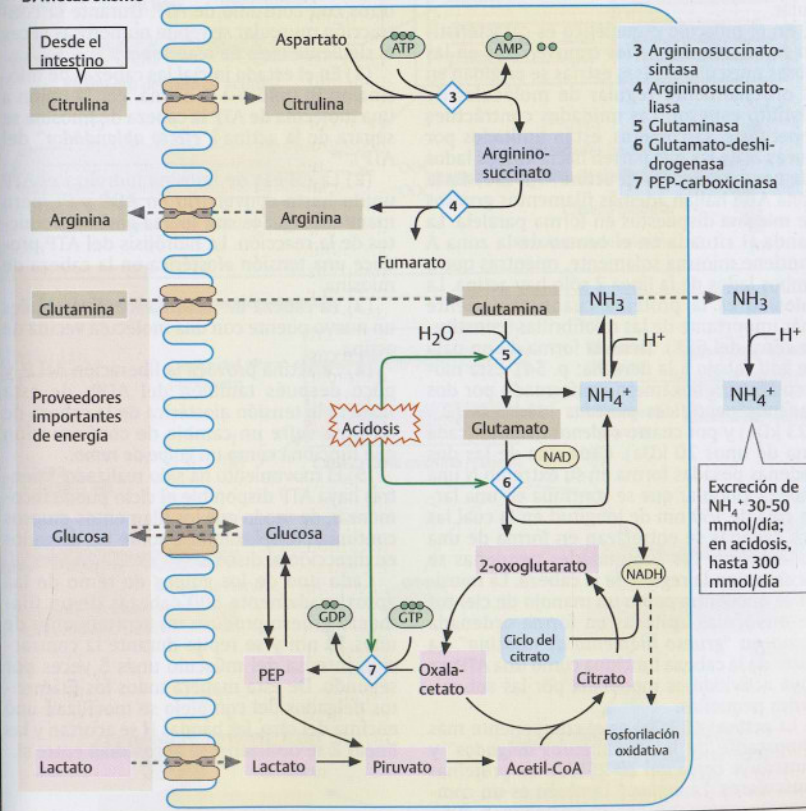 Desde el
intestino
Citrulina
Citrulina
Aspartato
ATP
AMP
3
3 Argininosuccinato-
sintasa
4 Argininosuccinato-
liasa
5 Glutaminasa
6 Glutamato-deshi-
drogenasa
7 PEP-carboxicinasa
Arginino-
succinato
Arginina
Arginina
4
Fumarato
Glutamina
Glutamina
NH3
NH3
H2O
H+
H+
5
NH4+
NH4+
Proveedores
importantes
de energía
Acidosis
Glutamato
NAD
6
Excreción de
NH4+ 30-50
mmol/día;
en acidosis,
hasta 300
mmol/día
Glucosa
Glucosa
2-oxoglutarato
NADH
GDP
GTP
Ciclo del
citrato
PEP
7
Oxala-
cetato
Citrato
Fosforilación
oxidativa
Lactato
Lactato
Piruvato
Acetil-CoA